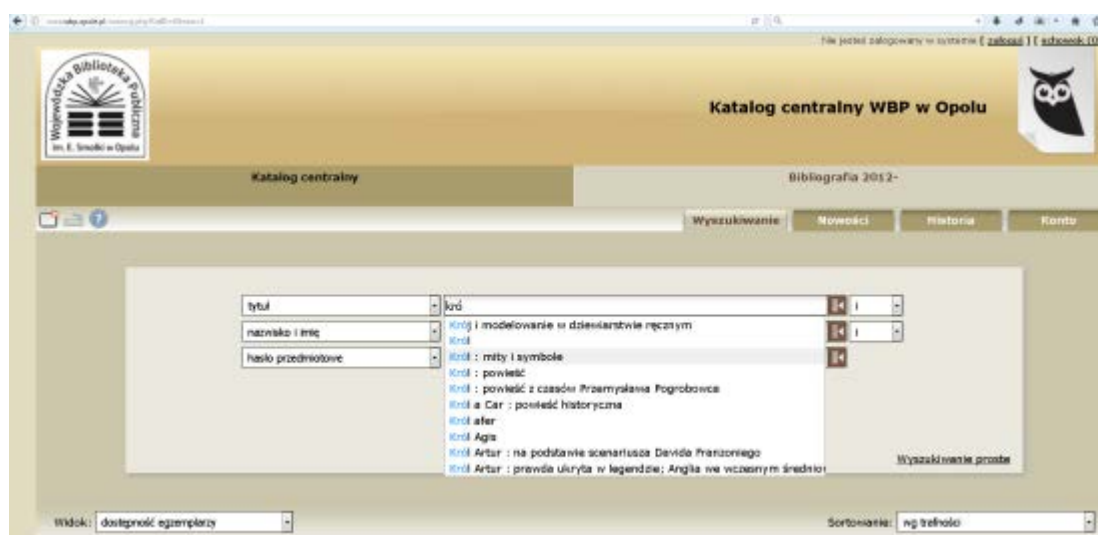 Nie jesteś zalogowany w systemie [ zaloguj ] [ schowek (0)
Wojewódzka Biblioteka Publiczna
im. E. Smołki w Opolu
Katalog centralny WBP w Opolu
Katalog centralny
Bibliografia 2012-
Wyszukiwanie
Nowości
Historia
Konto
tytuł
kró
i
nazwisko i imię
i
hasło przedmiotowe
Krój i modelowanie w dziewiarstwie ręcznym
Król
Król : mity i symbole
Król : powieść
Król : powieść z czasów Przemysława Pogrobowca
Król a Car : powieść historyczna
Król afer
Król Agis
Król Artur : na podstawie scenariusza Davida Franzoniego
Król Artur : prawda ukryta w legendzie; Anglia we wczesnym średnio
Wyszukiwanie proste
Widok: dostępność egzemplarzy
Sortowanie: wg trafności